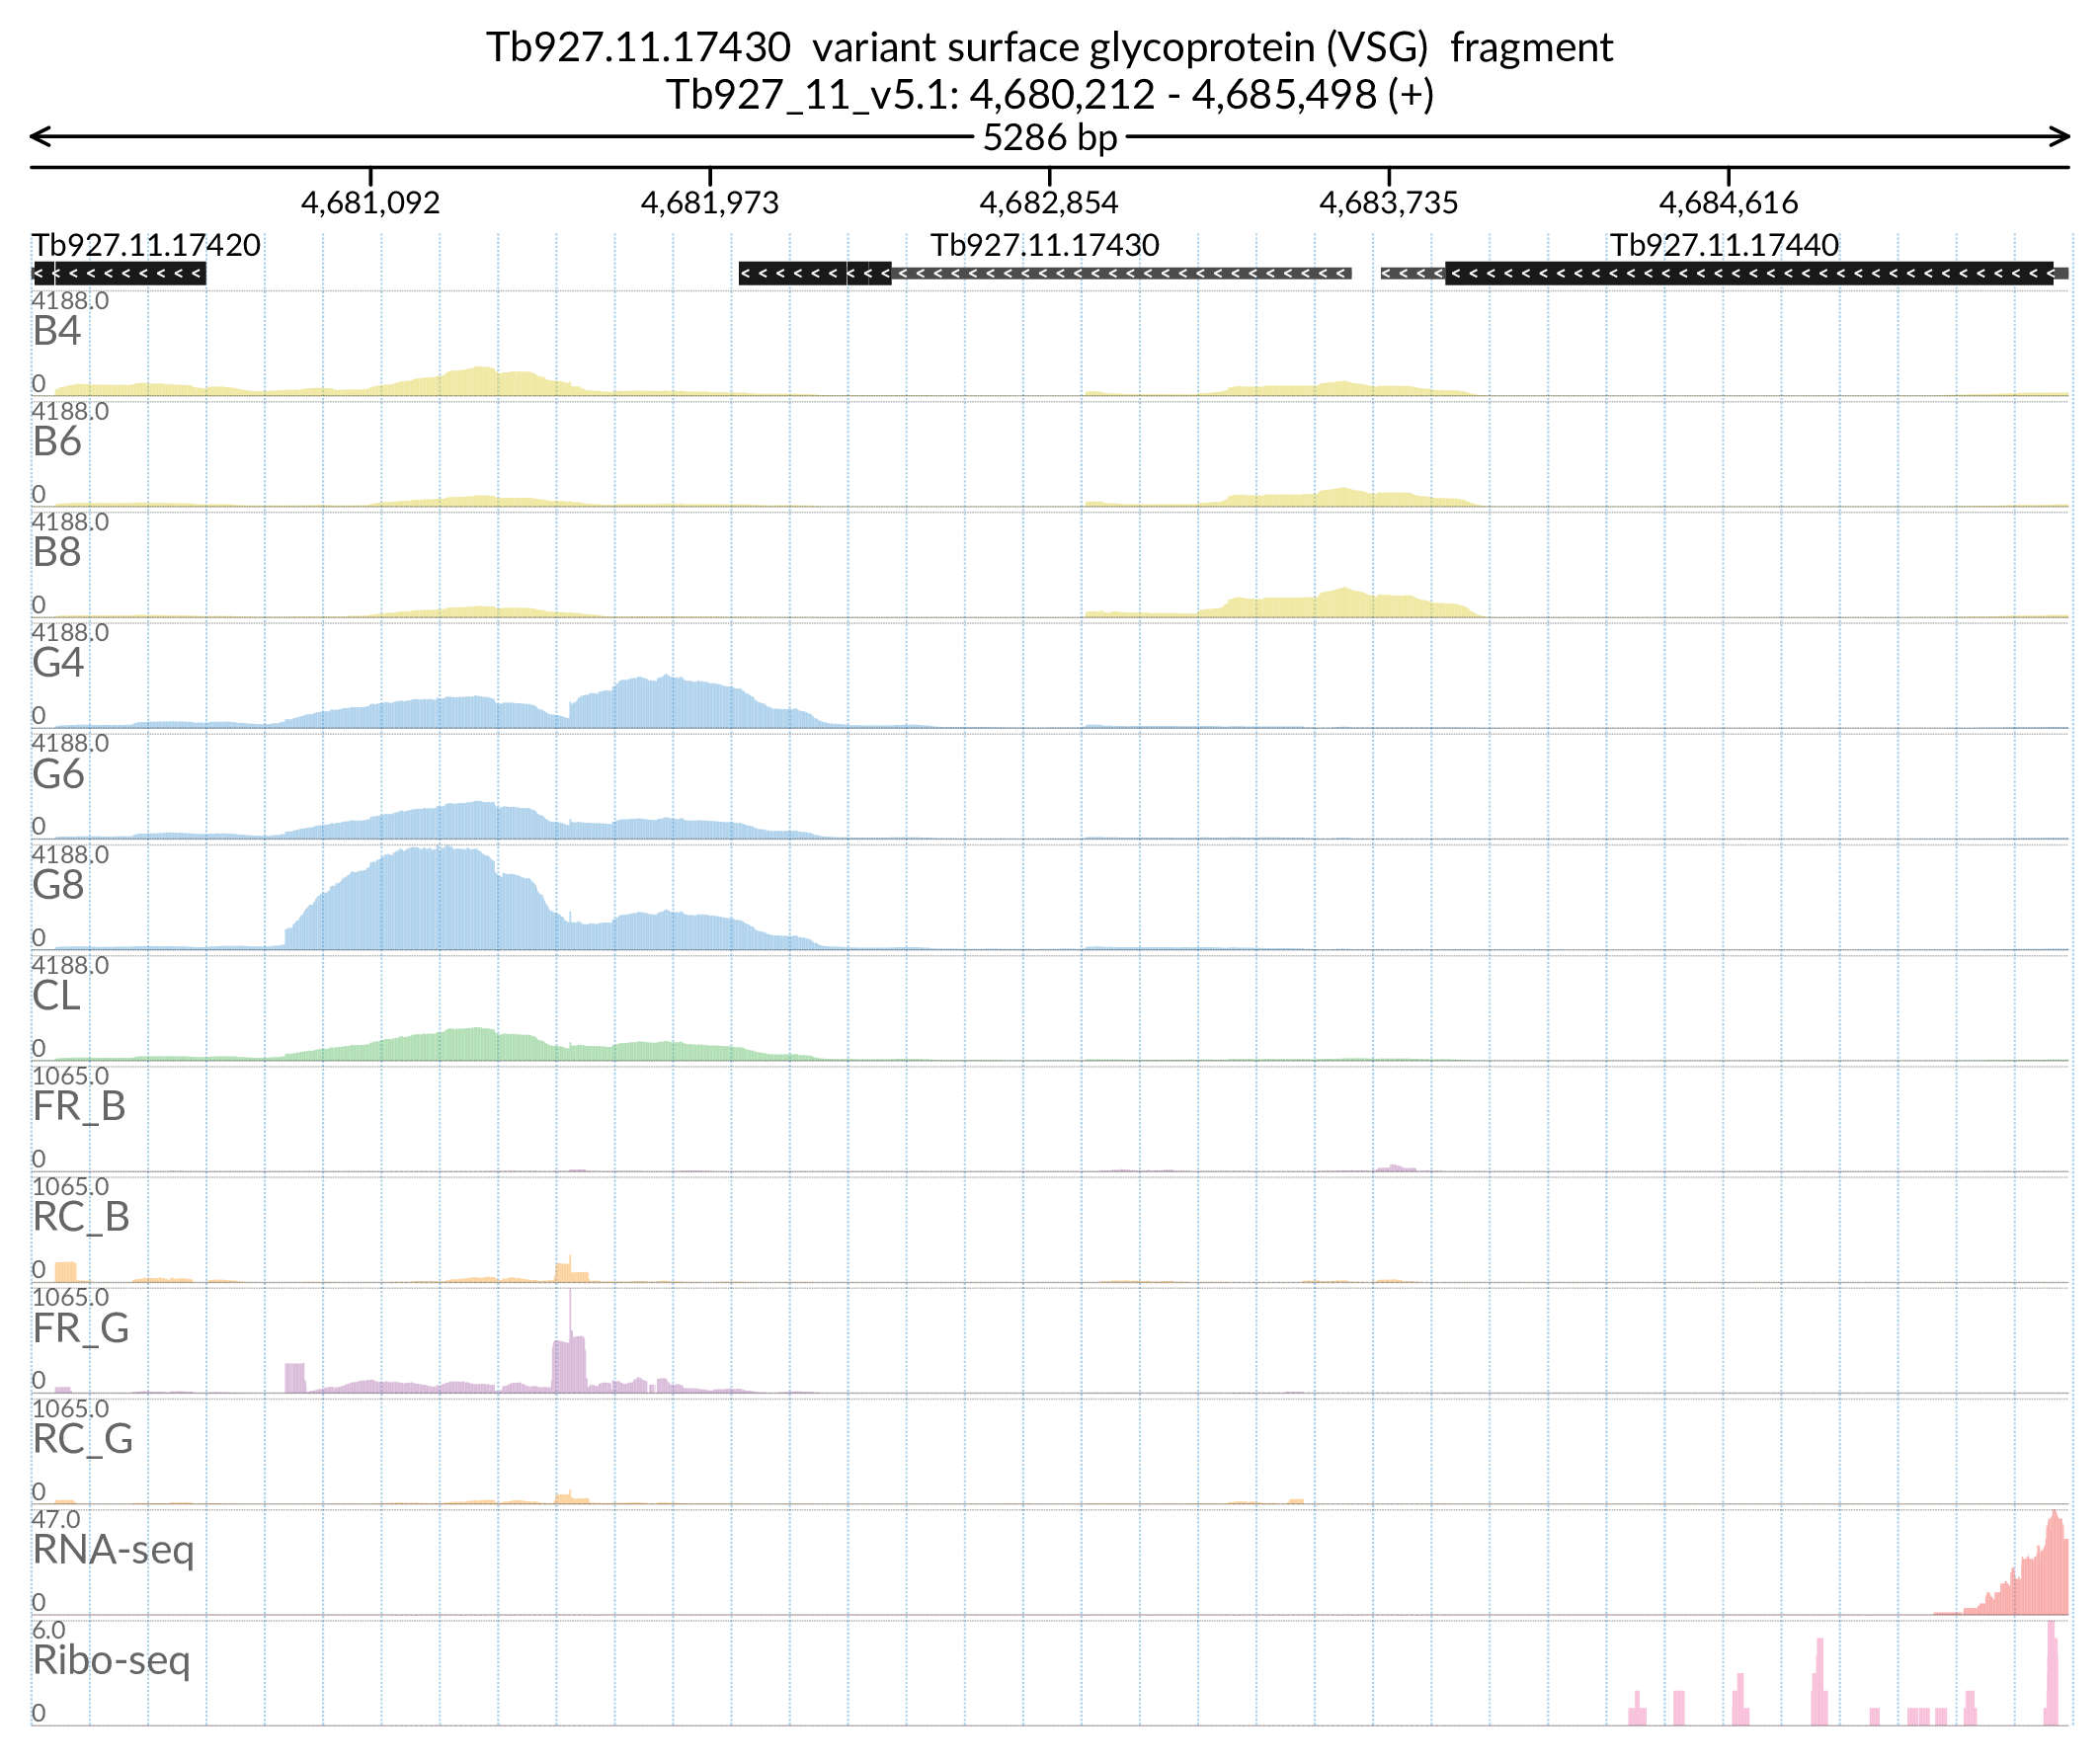 Tb927.11.17430 variant surface glycoprotein (VSG) fragment
Tb927_11_v5.1: 4,680,212 - 4,685,498 (+)
5286 bp
4,681,092 4,681,973 4,682,854 4,683,735 4,684,616
Tb927.11.17420 Tb927.11.17430 Tb927.11.17440
4188.0
B4
0
4188.0
B6
0
4188.0
B8
0
4188.0
G4
0
4188.0
G6
0
4188.0
G8
0
4188.0
CL
0
1065.0
FR_B
0
1065.0
RC_B
0
1065.0
FR_G
0
1065.0
RC_G
0
47.0
RNA-seq
0
6.0
Ribo-seq
0